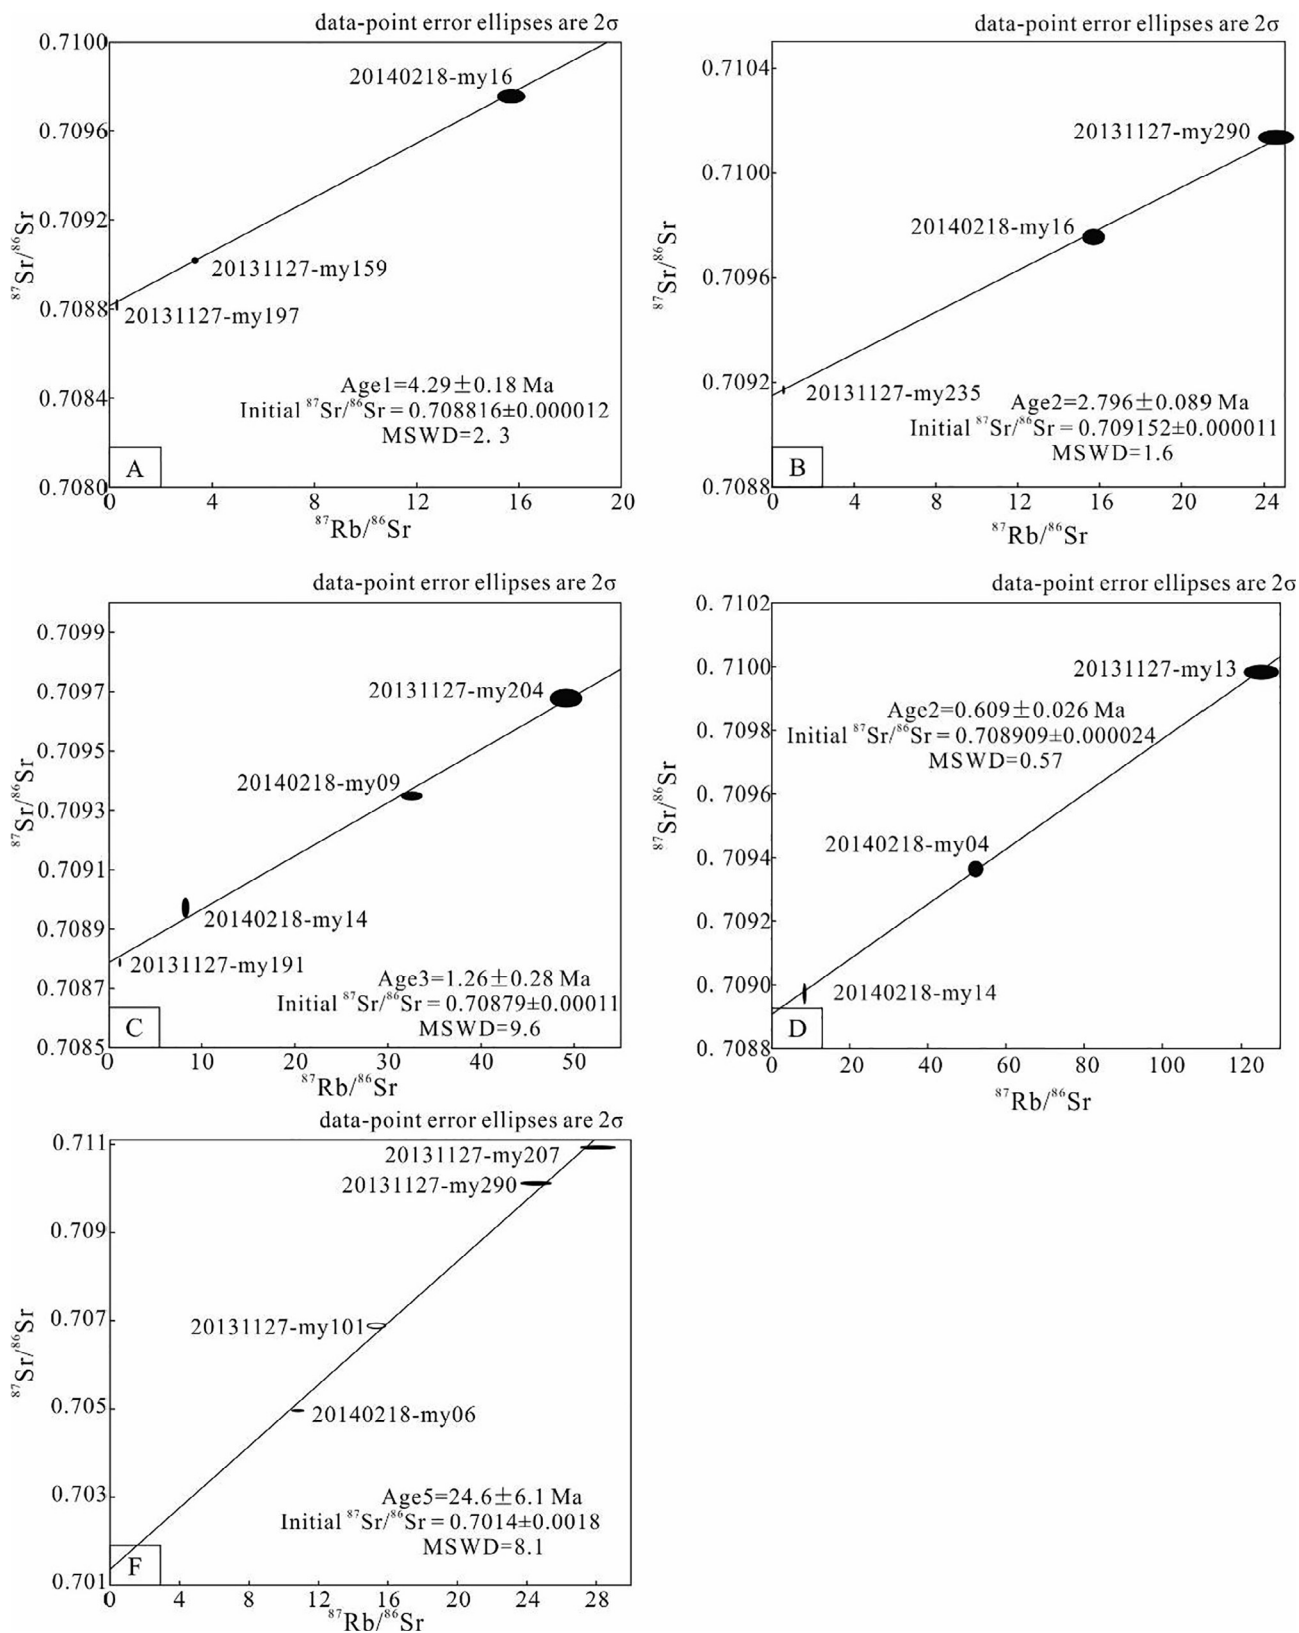 data-point error ellipses are 2σ
0.7100
20140218-my16
0.7096
0.7092
⁸⁷Sr/⁸⁶Sr
20131127-my159
0.7088
20131127-my197
Age1=4.29±0.18 Ma
0.7084
Initial ⁸⁷Sr/⁸⁶Sr = 0.708816±0.000012
MSWD=2. 3
A
0.7080
0 4 8 12 16 20
⁸⁷Rb/⁸⁶Sr
data-point error ellipses are 2σ
0.7104
20131127-my290
0.7100
20140218-my16
⁸⁷Sr/⁸⁶Sr
0.7096
0.7092
20131127-my235
Age2=2.796±0.089 Ma
Initial ⁸⁷Sr/⁸⁶Sr = 0.709152±0.000011
MSWD=1.6
B
0.7088
0 4 8 12 16 20 24
⁸⁷Rb/⁸⁶Sr
data-point error ellipses are 2σ
0.7099
0.7097
20131127-my204
0.7095
20140218-my09
⁸⁷Sr/⁸⁶Sr
0.7093
0.7091
0.7089
20140218-my14
20131127-my191
Age3=1.26±0.28 Ma
0.7087
Initial ⁸⁷Sr/⁸⁶Sr = 0.70879±0.00011
MSWD=9.6
C
0.7085
0 10 20 30 40 50
⁸⁷Rb/⁸⁶Sr
data-point error ellipses are 2σ
0. 7102
0. 7100
20131127-my13
Age2=0.609±0.026 Ma
0. 7098
Initial ⁸⁷Sr/⁸⁶Sr = 0.708909±0.000024
MSWD=0.57
0. 7096
⁸⁷Sr/⁸⁶Sr
20140218-my04
0. 7094
0. 7092
0. 7090
20140218-my14
D
0. 7088
0 20 40 60 80 100 120
⁸⁷Rb/⁸⁶Sr
data-point error ellipses are 2σ
0.711
20131127-my207
20131127-my290
0.709
0.707
20131127-my101
⁸⁷Sr/⁸⁶Sr
0.705
20140218-my06
0.703
Age5=24.6±6.1 Ma
Initial ⁸⁷Sr/⁸⁶Sr = 0.7014±0.0018
MSWD=8.1
F
0.701
0 4 8 12 16 20 24 28
⁸⁷Rb/⁸⁶Sr